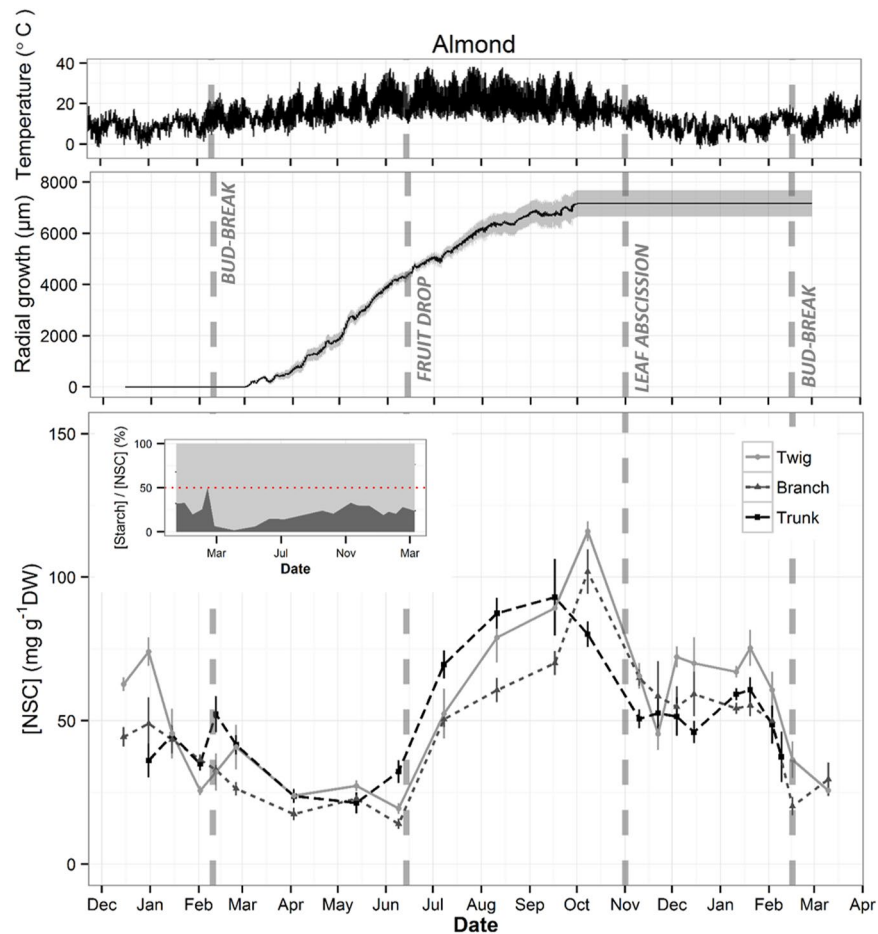 Almond
Temperature (° C)
40
20
0
Radial growth (µm)
8000
6000
4000
2000
0
BUD-BREAK
FRUIT DROP
LEAF ABSCISSION
BUD-BREAK
[NSC] (mg g⁻¹DW)
150
100
50
0
[Starch] / [NSC] (%)
100
50
0
Mar Jul Nov Mar
Date
Twig
Branch
Trunk
Dec Jan Feb Mar Apr May Jun Jul Aug Sep Oct Nov Dec Jan Feb Mar Apr
Date